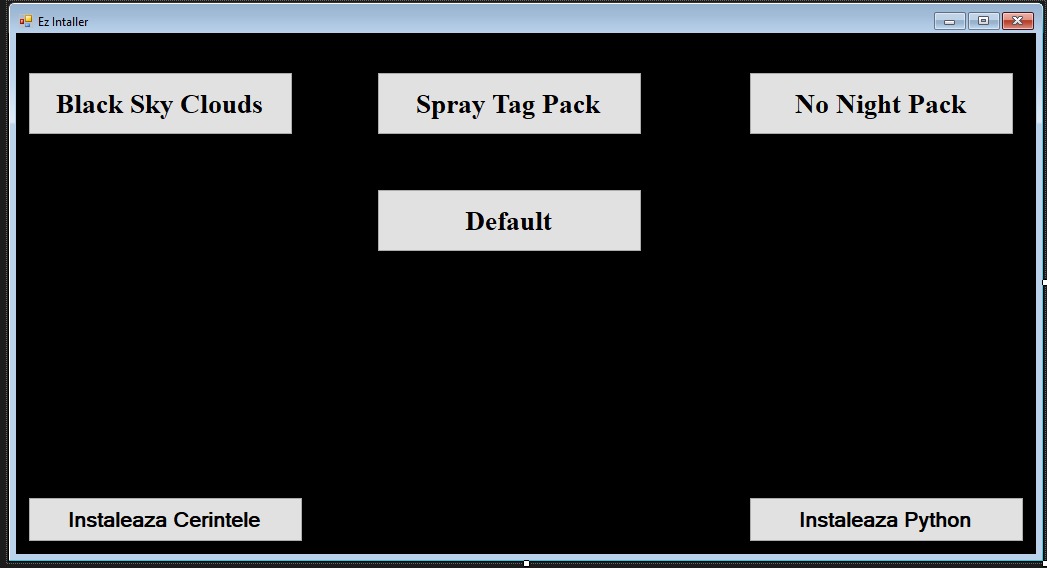 Ez Intaller
Black Sky Clouds
Spray Tag Pack
No Night Pack
Default
Instaleaza Cerintele
Instaleaza Python